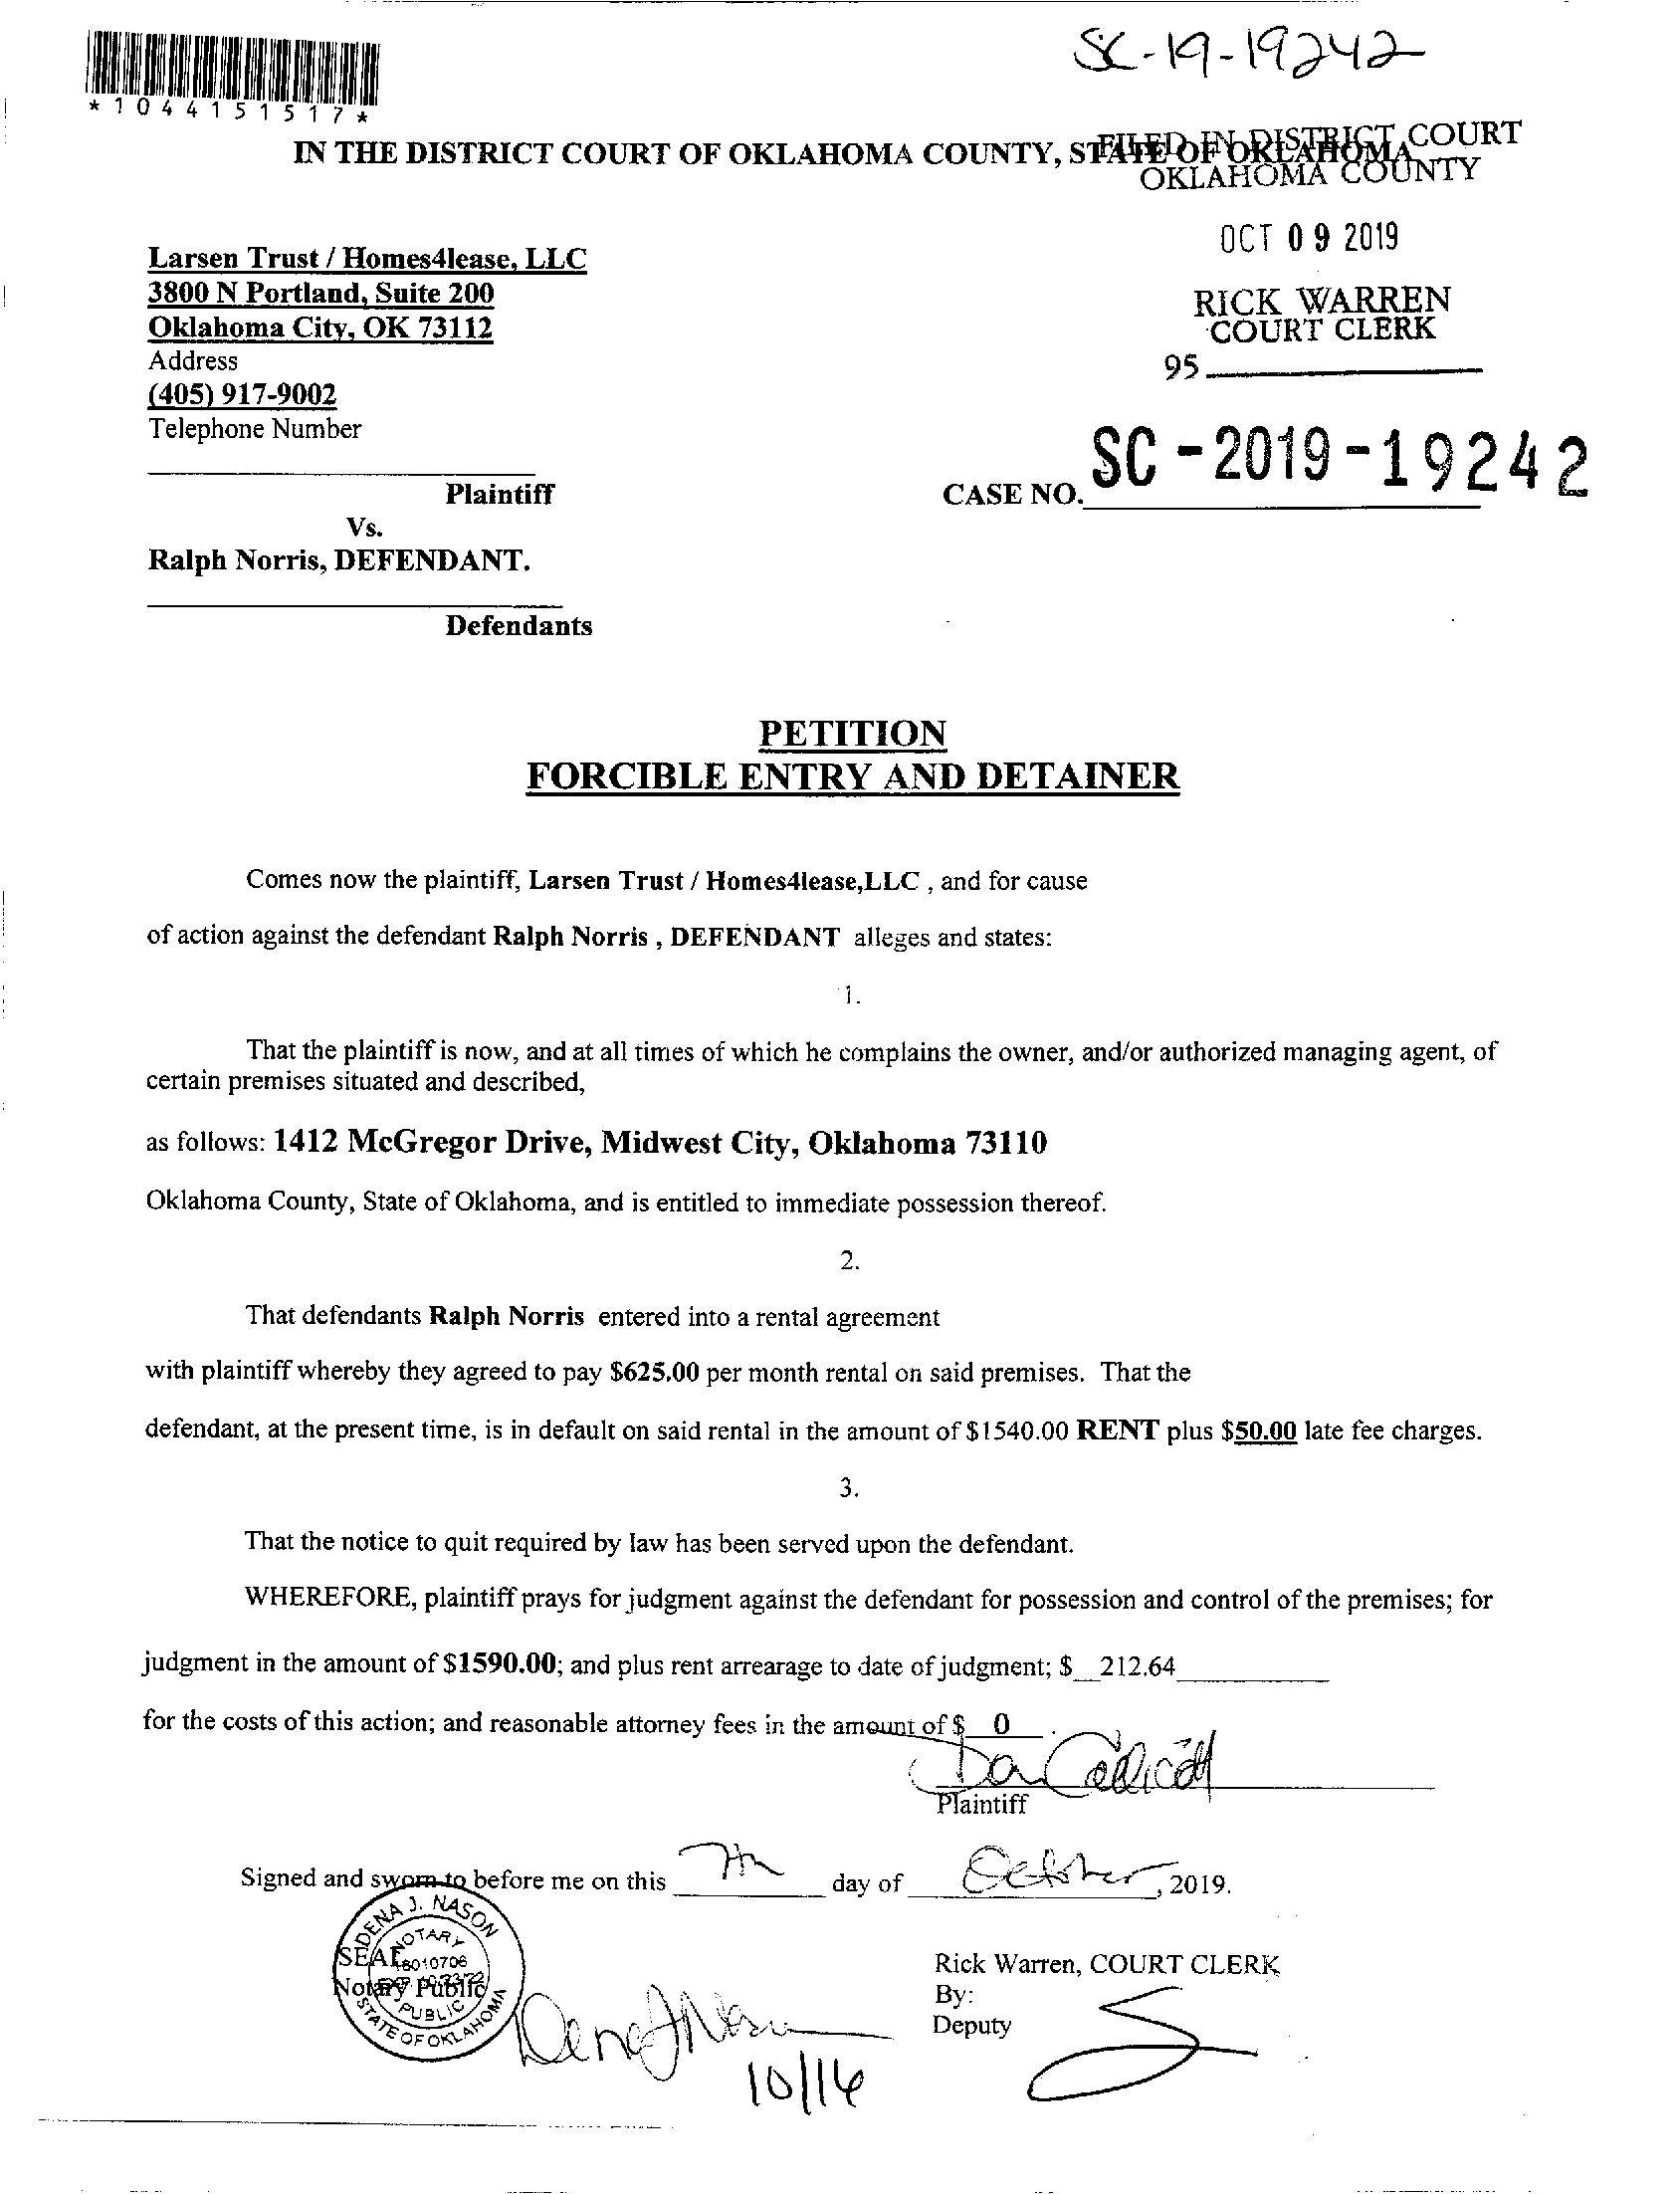 SC-19-19242
*1044151517*
IN THE DISTRICT COURT OF OKLAHOMA COUNTY, STATE OF OKLAHOMA
FILED IN DISTRICT COURT
OKLAHOMA COUNTY
OCT 09 2019
RICK WARREN
COURT CLERK
95
Larsen Trust / Homes4lease, LLC
3800 N Portland, Suite 200
Oklahoma City, OK 73112
Address
(405) 917-9002
Telephone Number
Plaintiff
CASE NO. SC-2019-19242
Vs.
Ralph Norris, DEFENDANT.
Defendants
PETITION
FORCIBLE ENTRY AND DETAINER
Comes now the plaintiff, Larsen Trust / Homes4lease,LLC , and for cause
of action against the defendant Ralph Norris , DEFENDANT alleges and states:
1.
That the plaintiff is now, and at all times of which he complains the owner, and/or authorized managing agent, of
certain premises situated and described,
as follows: 1412 McGregor Drive, Midwest City, Oklahoma 73110
Oklahoma County, State of Oklahoma, and is entitled to immediate possession thereof.
2.
That defendants Ralph Norris entered into a rental agreement
with plaintiff whereby they agreed to pay $625.00 per month rental on said premises. That the
defendant, at the present time, is in default on said rental in the amount of $1540.00 RENT plus $50.00 late fee charges.
3.
That the notice to quit required by law has been served upon the defendant.
WHEREFORE, plaintiff prays for judgment against the defendant for possession and control of the premises; for
judgment in the amount of $1590.00; and plus rent arrearage to date of judgment; $ 212.64
for the costs of this action; and reasonable attorney fees in the amount of $ 0 .
Plaintiff
Signed and sworn to before me on this 7th day of October, 2019.
DENA J. NASON
NOTARY
SEAL
18010706
Notary Public
PUBLIC
STATE OF OKLAHOMA
Dena J Nason
10/16
Rick Warren, COURT CLERK
By:
Deputy